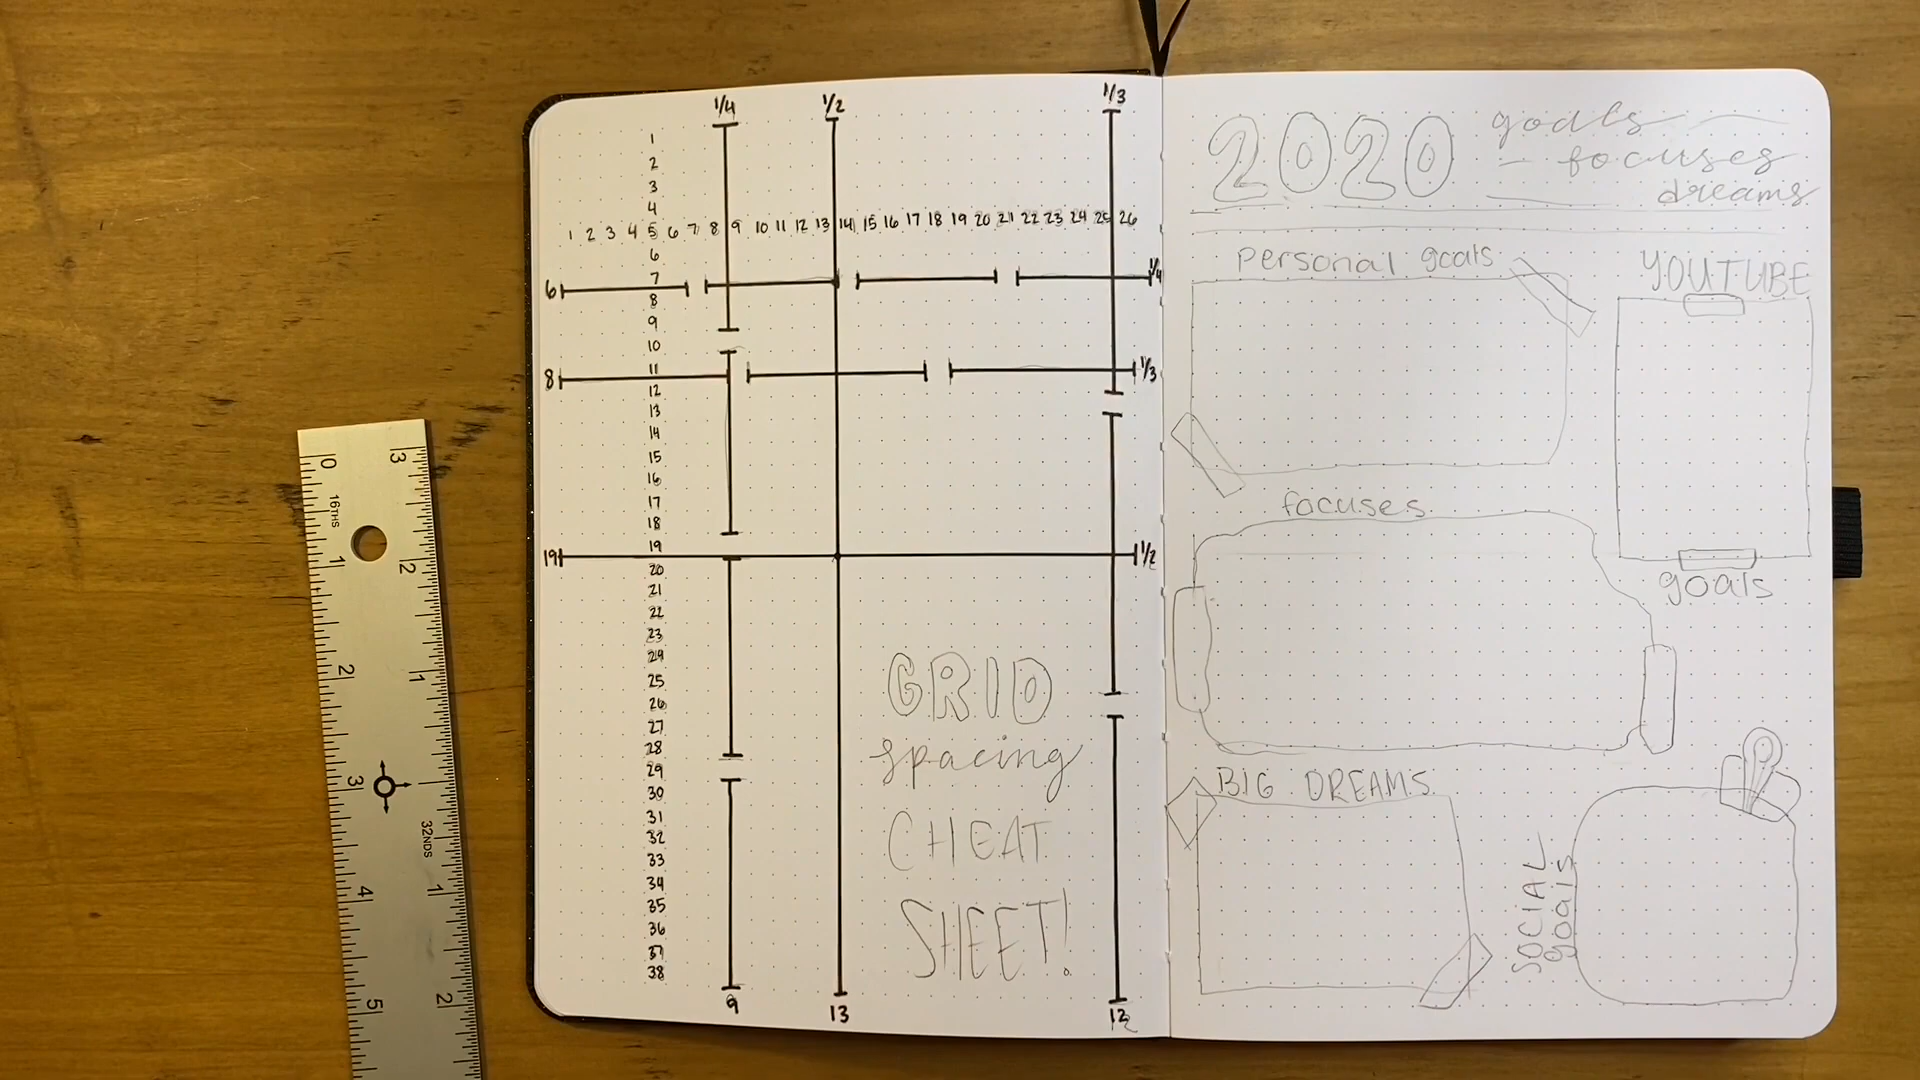 1/4 1/2 1/3
1
2
3
4
1 2 3 4 5 6 7 8 9 10 11 12 13 14 15 16 17 18 19 20 21 22 23 24 25 26
6
7
1/4
6
8
9
10
11
1/3
8
12
13
14
15
16
17
18
19
19
1/2
20
21
22
23
24
25
26
27
28
29
30
31
32
33
34
35
36
37
38
9 13 12
GRID
spacing
CHEAT
SHEET!
2020
goals
focuses
dreams
personal goals
YOUTUBE
goals
focuses
BIG DREAMS
SOCIAL
goals
0 3
16THS
1 2
2 1
3
32NDS
4 1
5 2